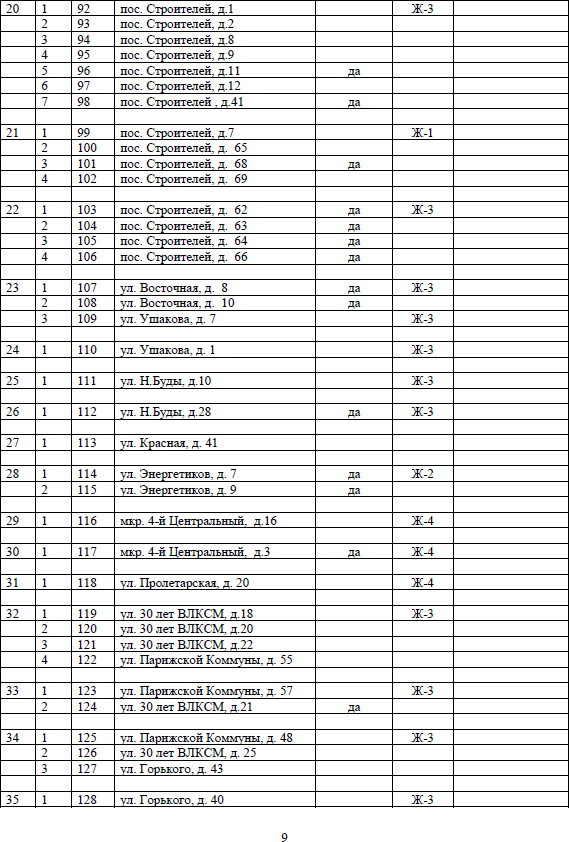 20 1 92 пос. Строителей, д.1 Ж-3
2 93 пос. Строителей, д.2
3 94 пос. Строителей, д.8
4 95 пос. Строителей, д.9
5 96 пос. Строителей, д.11 да
6 97 пос. Строителей, д.12
7 98 пос. Строителей , д.41 да
21 1 99 пос. Строителей, д.7 Ж-1
2 100 пос. Строителей, д. 65
3 101 пос. Строителей, д. 68 да
4 102 пос. Строителей, д. 69
22 1 103 пос. Строителей, д. 62 да Ж-3
2 104 пос. Строителей, д. 63 да
3 105 пос. Строителей, д. 64 да
4 106 пос. Строителей, д. 66 да
23 1 107 ул. Восточная, д. 8 да Ж-3
2 108 ул. Восточная, д. 10 да
3 109 ул. Ушакова, д. 7 Ж-3
24 1 110 ул. Ушакова, д. 1 Ж-3
25 1 111 ул. Н.Буды, д.10 Ж-3
26 1 112 ул. Н.Буды, д.28 да Ж-3
27 1 113 ул. Красная, д. 41
28 1 114 ул. Энергетиков, д. 7 да Ж-2
2 115 ул. Энергетиков, д. 9 да
29 1 116 мкр. 4-й Центральный, д.16 Ж-4
30 1 117 мкр. 4-й Центральный, д.3 да Ж-4
31 1 118 ул. Пролетарская, д. 20 Ж-4
32 1 119 ул. 30 лет ВЛКСМ, д.18 Ж-3
2 120 ул. 30 лет ВЛКСМ, д.20
3 121 ул. 30 лет ВЛКСМ, д.22
4 122 ул. Парижской Коммуны, д. 55
33 1 123 ул. Парижской Коммуны, д. 57 Ж-3
2 124 ул. 30 лет ВЛКСМ, д.21 да
34 1 125 ул. Парижской Коммуны, д. 48 Ж-3
2 126 ул. 30 лет ВЛКСМ, д. 25
3 127 ул. Горького, д. 43
35 1 128 ул. Горького, д. 40 Ж-3
9